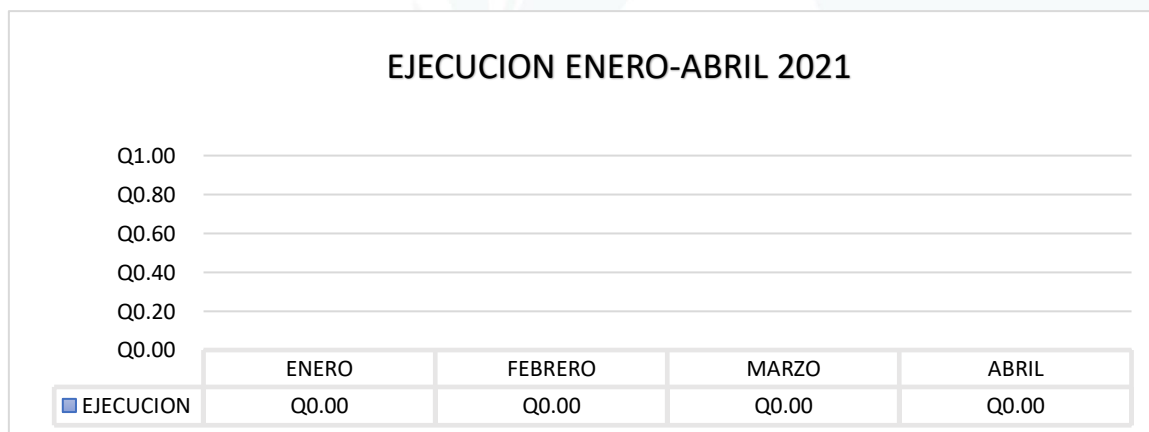 EJECUCION ENERO-ABRIL 2021
Q1.00
Q0.80
Q0.60
Q0.40
Q0.20
Q0.00
ENERO FEBRERO MARZO ABRIL
EJECUCION Q0.00 Q0.00 Q0.00 Q0.00